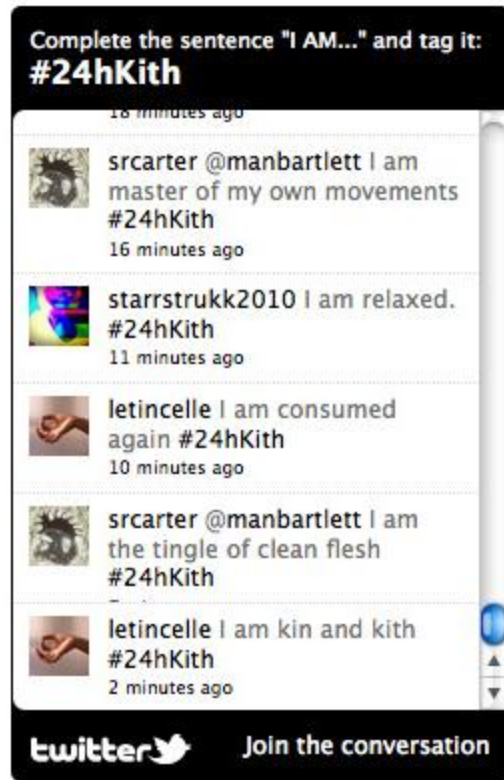 Complete the sentence "I AM..." and tag it:
#24hKith
18 minutes ago
srcarter @manbartlett I am
master of my own movements
#24hKith
16 minutes ago
starrstrukk2010 I am relaxed.
#24hKith
11 minutes ago
letincelle I am consumed
again #24hKith
10 minutes ago
srcarter @manbartlett I am
the tingle of clean flesh
#24hKith
letincelle I am kin and kith
#24hKith
2 minutes ago
twitter Join the conversation